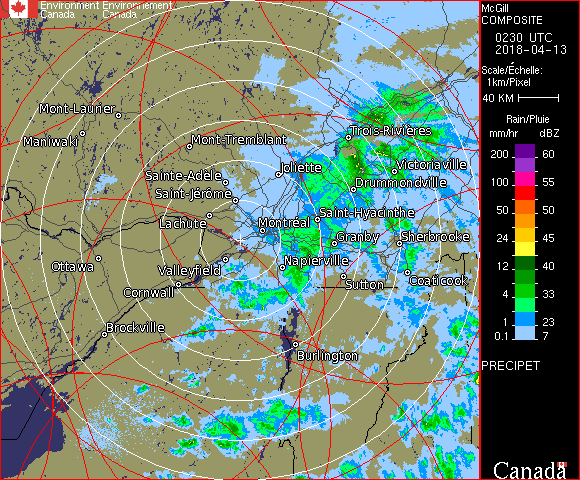 Environment Environnement
Canada Canada
McGill
COMPOSITE
0230 UTC
2018-04-13
Scale/Échelle:
1km/Pixel
40 KM
Rain/Pluie
mm/hr dBZ
200 60
100 55
50 50
24 45
12 40
4 33
1 23
0.1 7
PRECIPET
Canada
Mont-Laurier
Maniwaki
Mont-Tremblant
Trois-Rivières
Sainte-Adèle
Joliette
Victoriaville
Saint-Jérôme
Drummondville
Lachute
Saint-Hyacinthe
Montréal
Granby
Sherbrooke
Ottawa
Valleyfield
Napierville
Coaticook
Cornwall
Sutton
Brockville
Burlington